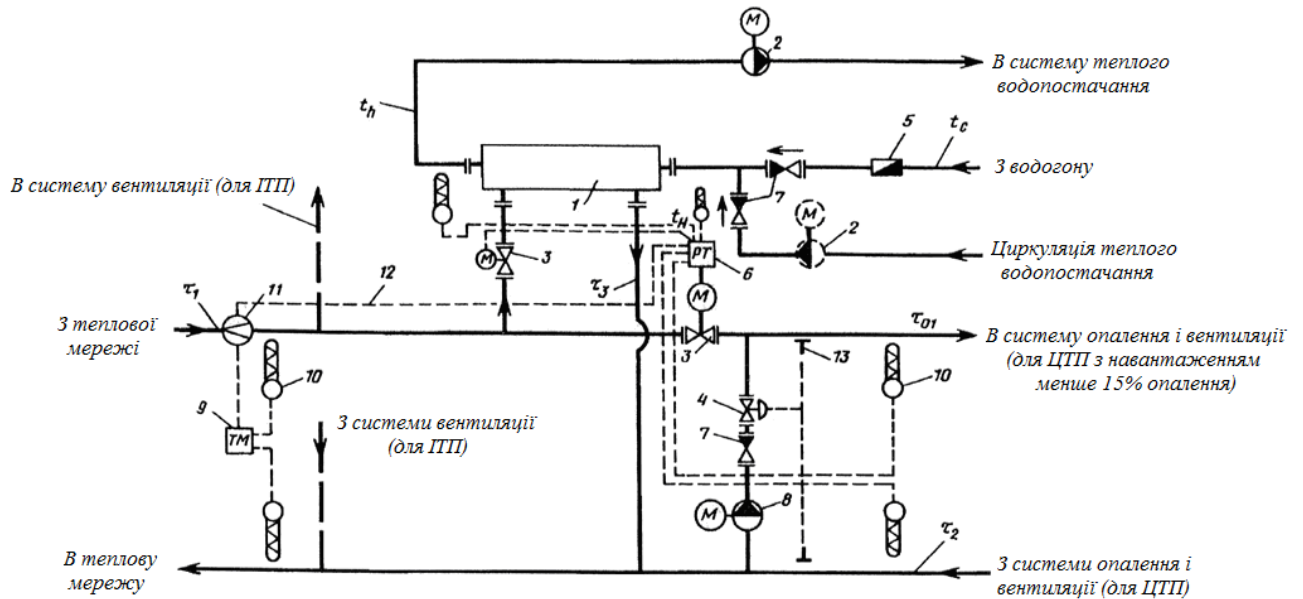 M
2
В систему теплого
водопостачання
t_h
5
t_c
З водогону
1
7
В систему вентиляції (для ІТП)
t_H
M
2
Циркуляція теплого
водопостачання
M
3
РТ
6
12
τ_3
M
τ_1
11
З теплової
мережі
3
τ_01
В систему опалення і вентиляції
(для ЦТП з навантаженням
менше 15% опалення)
13
10
10
4
9
ТМ
З системи вентиляції
(для ІТП)
7
M
8
τ_2
В теплову
мережу
З системи опалення і
вентиляції (для ЦТП)